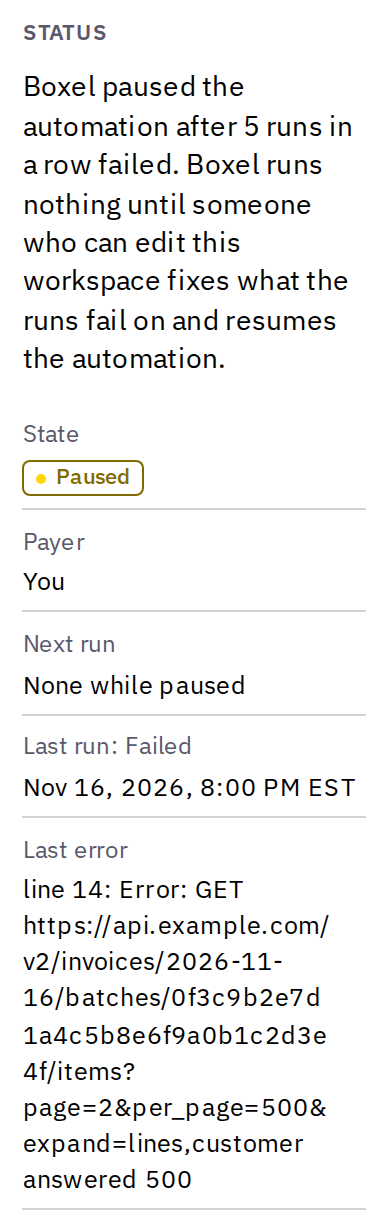 STATUS
Boxel paused the
automation after 5 runs in
a row failed. Boxel runs
nothing until someone
who can edit this
workspace fixes what the
runs fail on and resumes
the automation.
State
Paused
Payer
You
Next run
None while paused
Last run: Failed
Nov 16, 2026, 8:00 PM EST
Last error
line 14: Error: GET
https://api.example.com/
v2/invoices/2026-11-
16/batches/0f3c9b2e7d
1a4c5b8e6f9a0b1c2d3e
4f/items?
page=2&per_page=500&
expand=lines,customer
answered 500